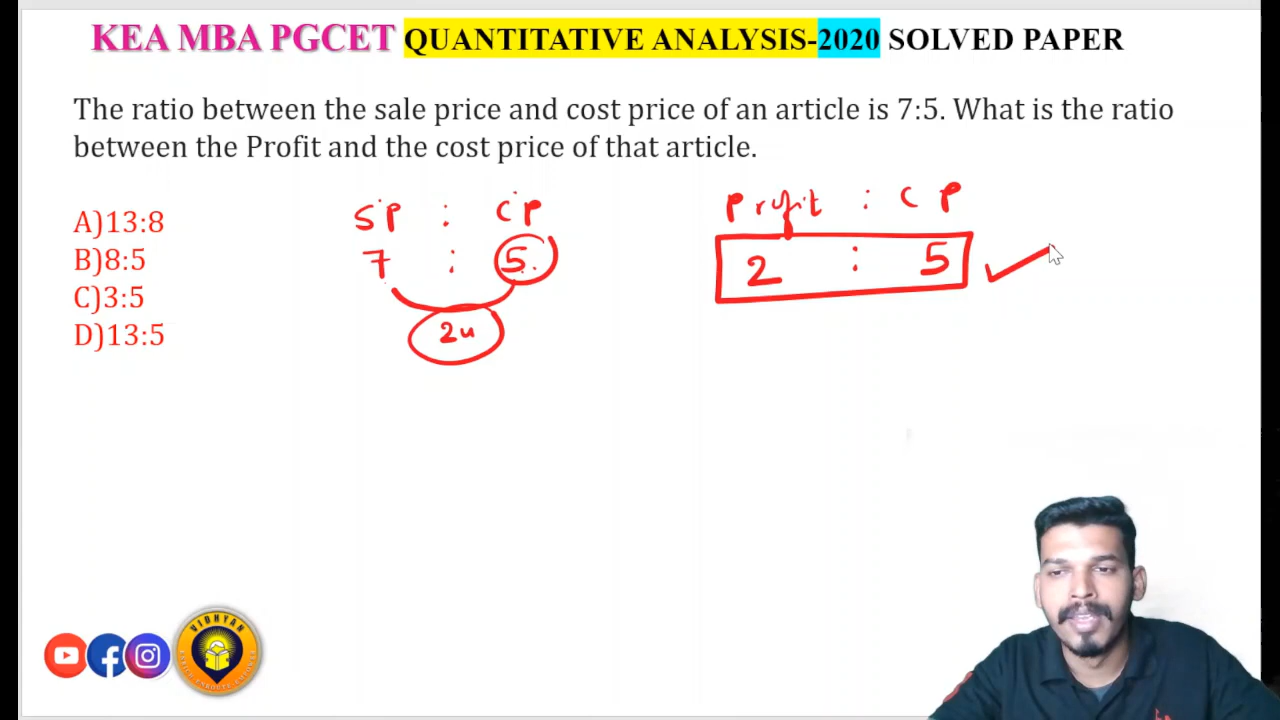 KEA MBA PGCET QUANTITATIVE ANALYSIS-2020 SOLVED PAPER
The ratio between the sale price and cost price of an article is 7:5. What is the ratio
between the Profit and the cost price of that article.
A)13:8
B)8:5
C)3:5
D)13:5
SP : CP
7 : 5
2u
Profit : CP
2 : 5
VIDHYAN